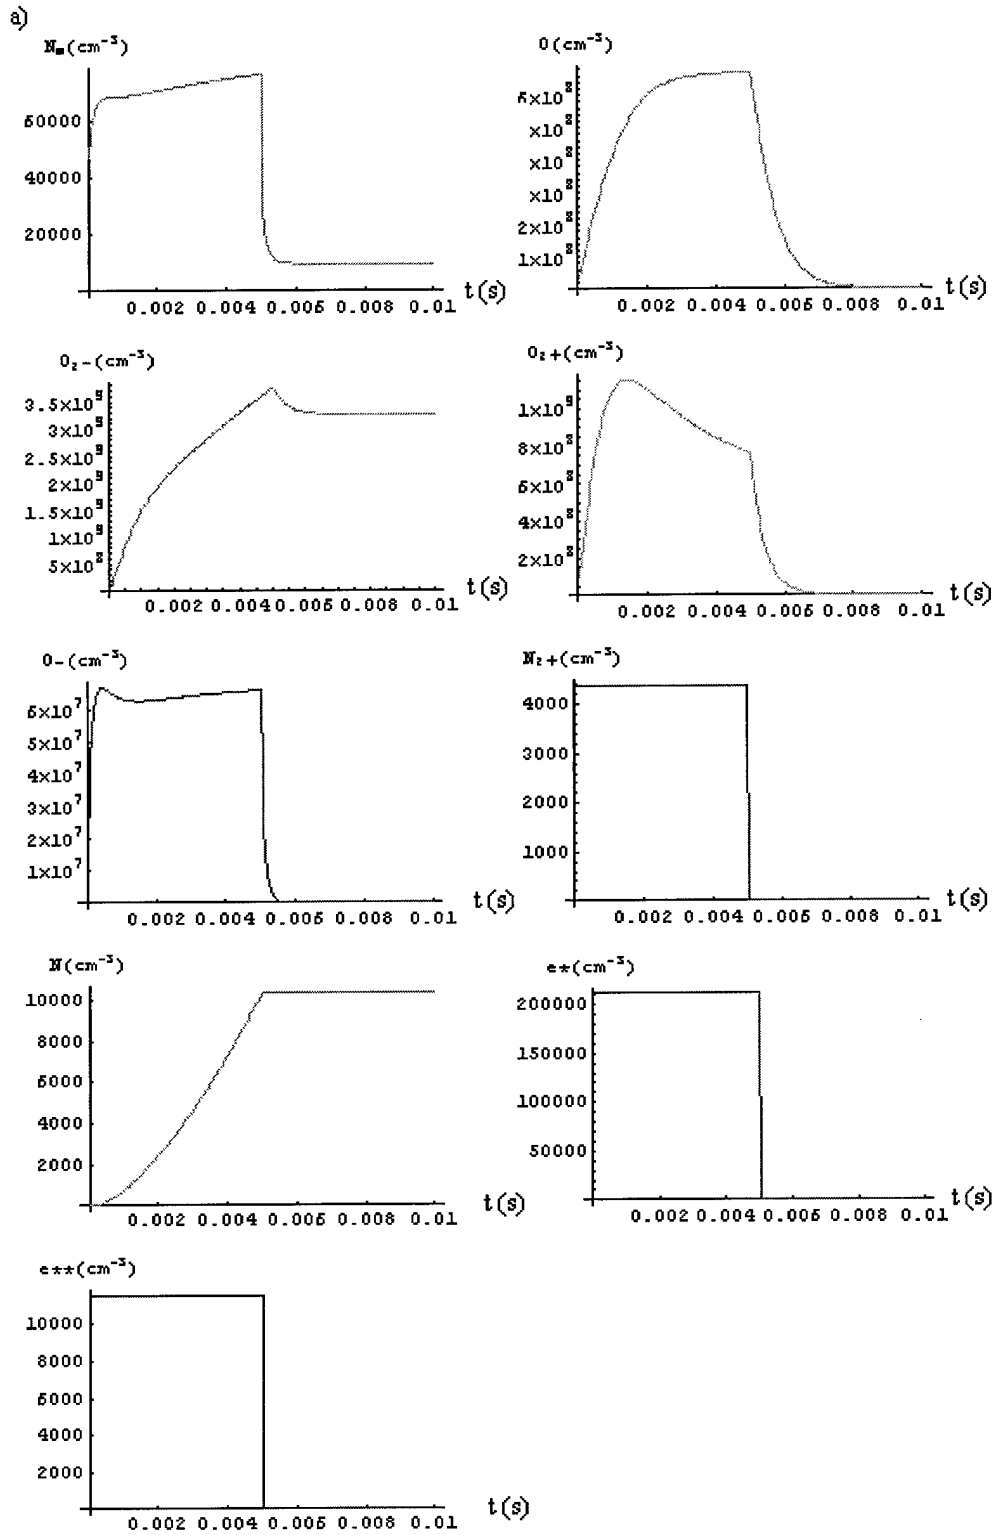 a)
Nₑ(cm⁻³)
60000
40000
20000
0.002 0.004 0.006 0.008 0.01
t(s)
O(cm⁻³)
6×10⁸
×10⁸
×10⁸
×10⁸
2×10⁸
1×10⁸
0.002 0.004 0.006 0.008 0.01
t(s)
O₂-(cm⁻³)
3.5×10⁹
3×10⁹
2.5×10⁹
2×10⁹
1.5×10⁹
1×10⁹
5×10⁸
0.002 0.004 0.006 0.008 0.01
t(s)
O₂+(cm⁻³)
1×10⁹
8×10⁸
6×10⁸
4×10⁸
2×10⁸
0.002 0.004 0.006 0.008 0.01
t(s)
O-(cm⁻³)
6×10⁷
5×10⁷
4×10⁷
3×10⁷
2×10⁷
1×10⁷
0.002 0.004 0.006 0.008 0.01
t(s)
N₂+(cm⁻³)
4000
3000
2000
1000
0.002 0.004 0.006 0.008 0.01
t(s)
N(cm⁻³)
10000
8000
6000
4000
2000
0.002 0.004 0.006 0.008 0.01
t(s)
e*(cm⁻³)
200000
150000
100000
50000
0.002 0.004 0.006 0.008 0.01
t(s)
e**(cm⁻³)
10000
8000
6000
4000
2000
0.002 0.004 0.006 0.008 0.01
t(s)